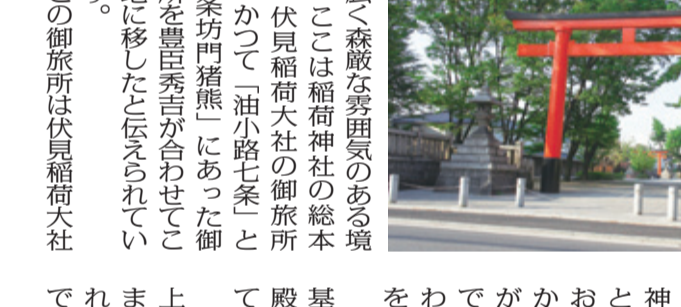 く森厳な雰囲気のある境
ここは稲荷神社の総本
伏見稲荷大社の御旅所
かつて「油小路七条」と
条坊門猪熊」にあった御
所を豊臣秀吉が合わせてこ
に移したと伝えられてい
。
の御旅所は伏見稲荷大社
神
と
お
か
が
で
わ
を
基
殿
て
上
ま
れ
で